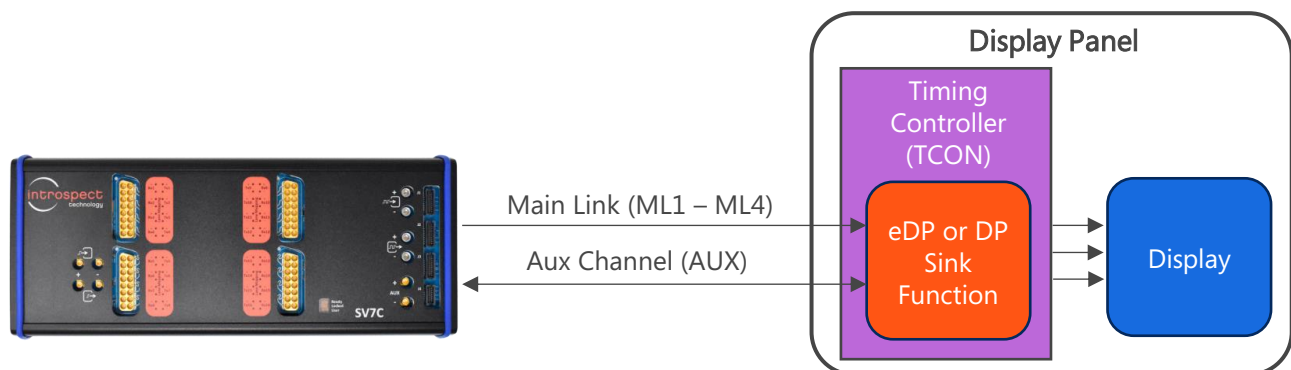 Display Panel
Timing
Controller
(TCON)
introspect
technology
Main Link (ML1 – ML4)
eDP or DP
Sink
Function
Display
Aux Channel (AUX)
AUX
SV7C